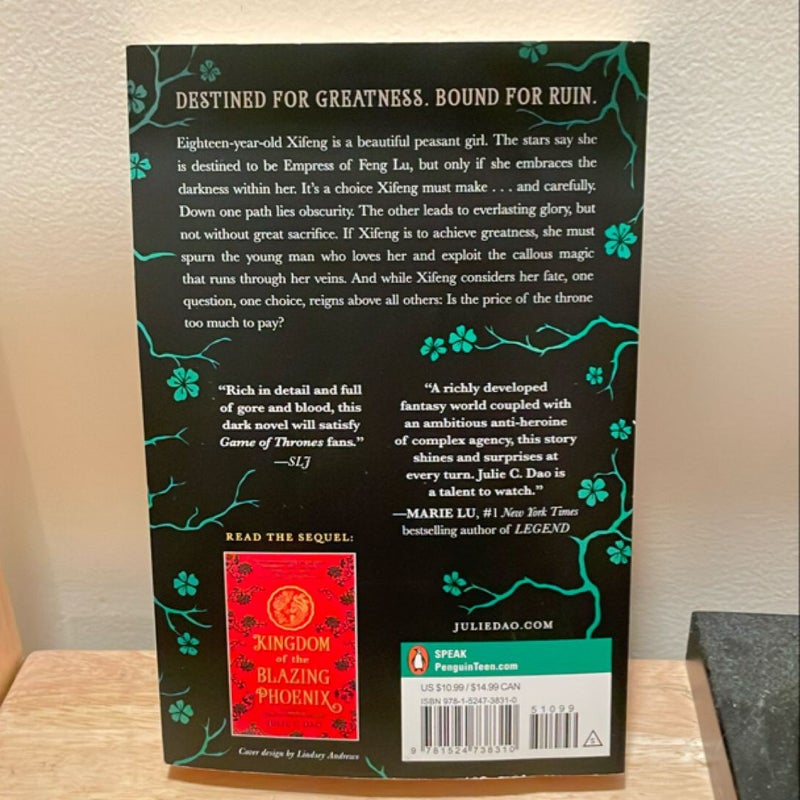 DESTINED FOR GREATNESS. BOUND FOR RUIN.
Eighteen-year-old Xifeng is a beautiful peasant girl. The stars say she
is destined to be Empress of Feng Lu, but only if she embraces the
darkness within her. It's a choice Xifeng must make . . . and carefully.
Down one path lies obscurity. The other leads to everlasting glory, but
not without great sacrifice. If Xifeng is to achieve greatness, she must
spurn the young man who loves her and exploit the callous magic
that runs through her veins. And while Xifeng considers her fate, one
question, one choice, reigns above all others: Is the price of the throne
too much to pay?
“Rich in detail and full
of gore and blood, this
dark novel will satisfy
Game of Thrones fans.”
—SLJ
“A richly developed
fantasy world coupled with
an ambitious anti-heroine
of complex agency, this story
shines and surprises at
every turn. Julie C. Dao is
a talent to watch.”
—MARIE LU, #1 New York Times
bestselling author of LEGEND
READ THE SEQUEL:
KINGDOM
of the
BLAZING
PHOENIX
Cover design by Lindsey Andrews
JULIEDAO.COM
SPEAK
PenguinTeen.com
US $10.99 / $14.99 CAN
ISBN 978-1-5247-3831-0
51099
9 781524 738310